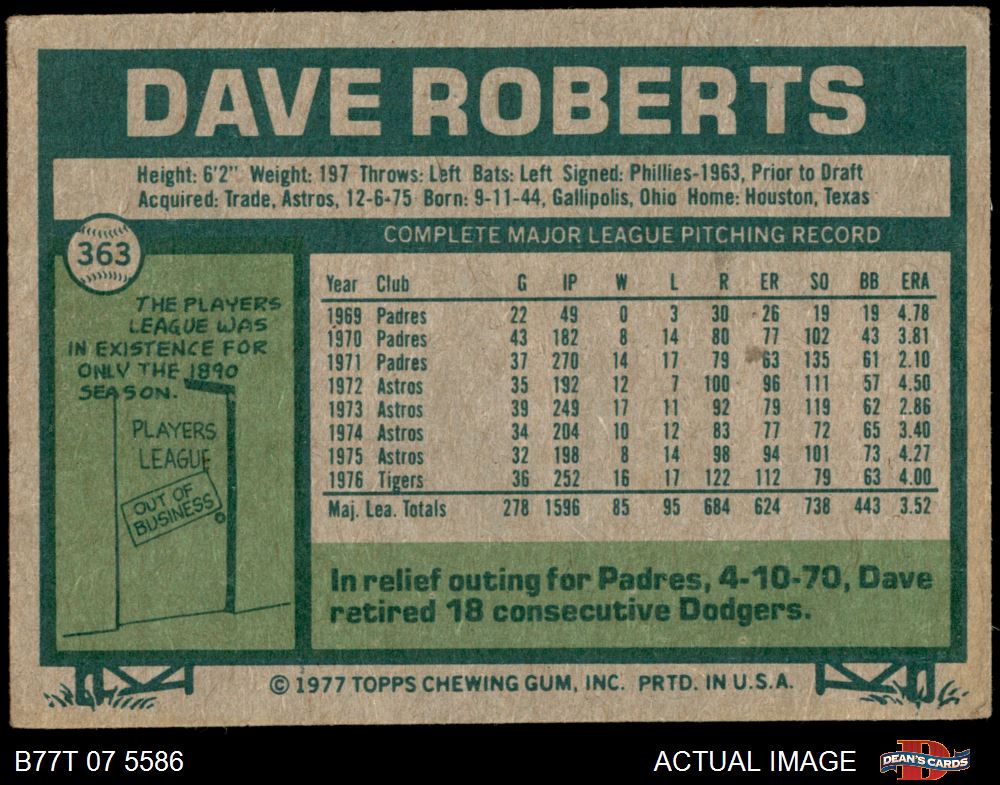 DAVE ROBERTS
Height: 6'2" Weight: 197 Throws: Left Bats: Left Signed: Phillies-1963, Prior to Draft
Acquired: Trade, Astros, 12-6-75 Born: 9-11-44, Gallipolis, Ohio Home: Houston, Texas
363
THE PLAYERS
LEAGUE WAS
IN EXISTENCE FOR
ONLY THE 1890
SEASON.
PLAYERS
LEAGUE
OUT OF
BUSINESS
COMPLETE MAJOR LEAGUE PITCHING RECORD
Year Club G IP W L R ER SO BB ERA
1969 Padres 22 49 0 3 30 26 19 19 4.78
1970 Padres 43 182 8 14 80 77 102 43 3.81
1971 Padres 37 270 14 17 79 63 135 61 2.10
1972 Astros 35 192 12 7 100 96 111 57 4.50
1973 Astros 39 249 17 11 92 79 119 62 2.86
1974 Astros 34 204 10 12 83 77 72 65 3.40
1975 Astros 32 198 8 14 98 94 101 73 4.27
1976 Tigers 36 252 16 17 122 112 79 63 4.00
Maj. Lea. Totals 278 1596 85 95 684 624 738 443 3.52
In relief outing for Padres, 4-10-70, Dave
retired 18 consecutive Dodgers.
© 1977 TOPPS CHEWING GUM, INC. PRTD. IN U.S.A.
B77T 07 5586
ACTUAL IMAGE
D
DEAN'S CARDS